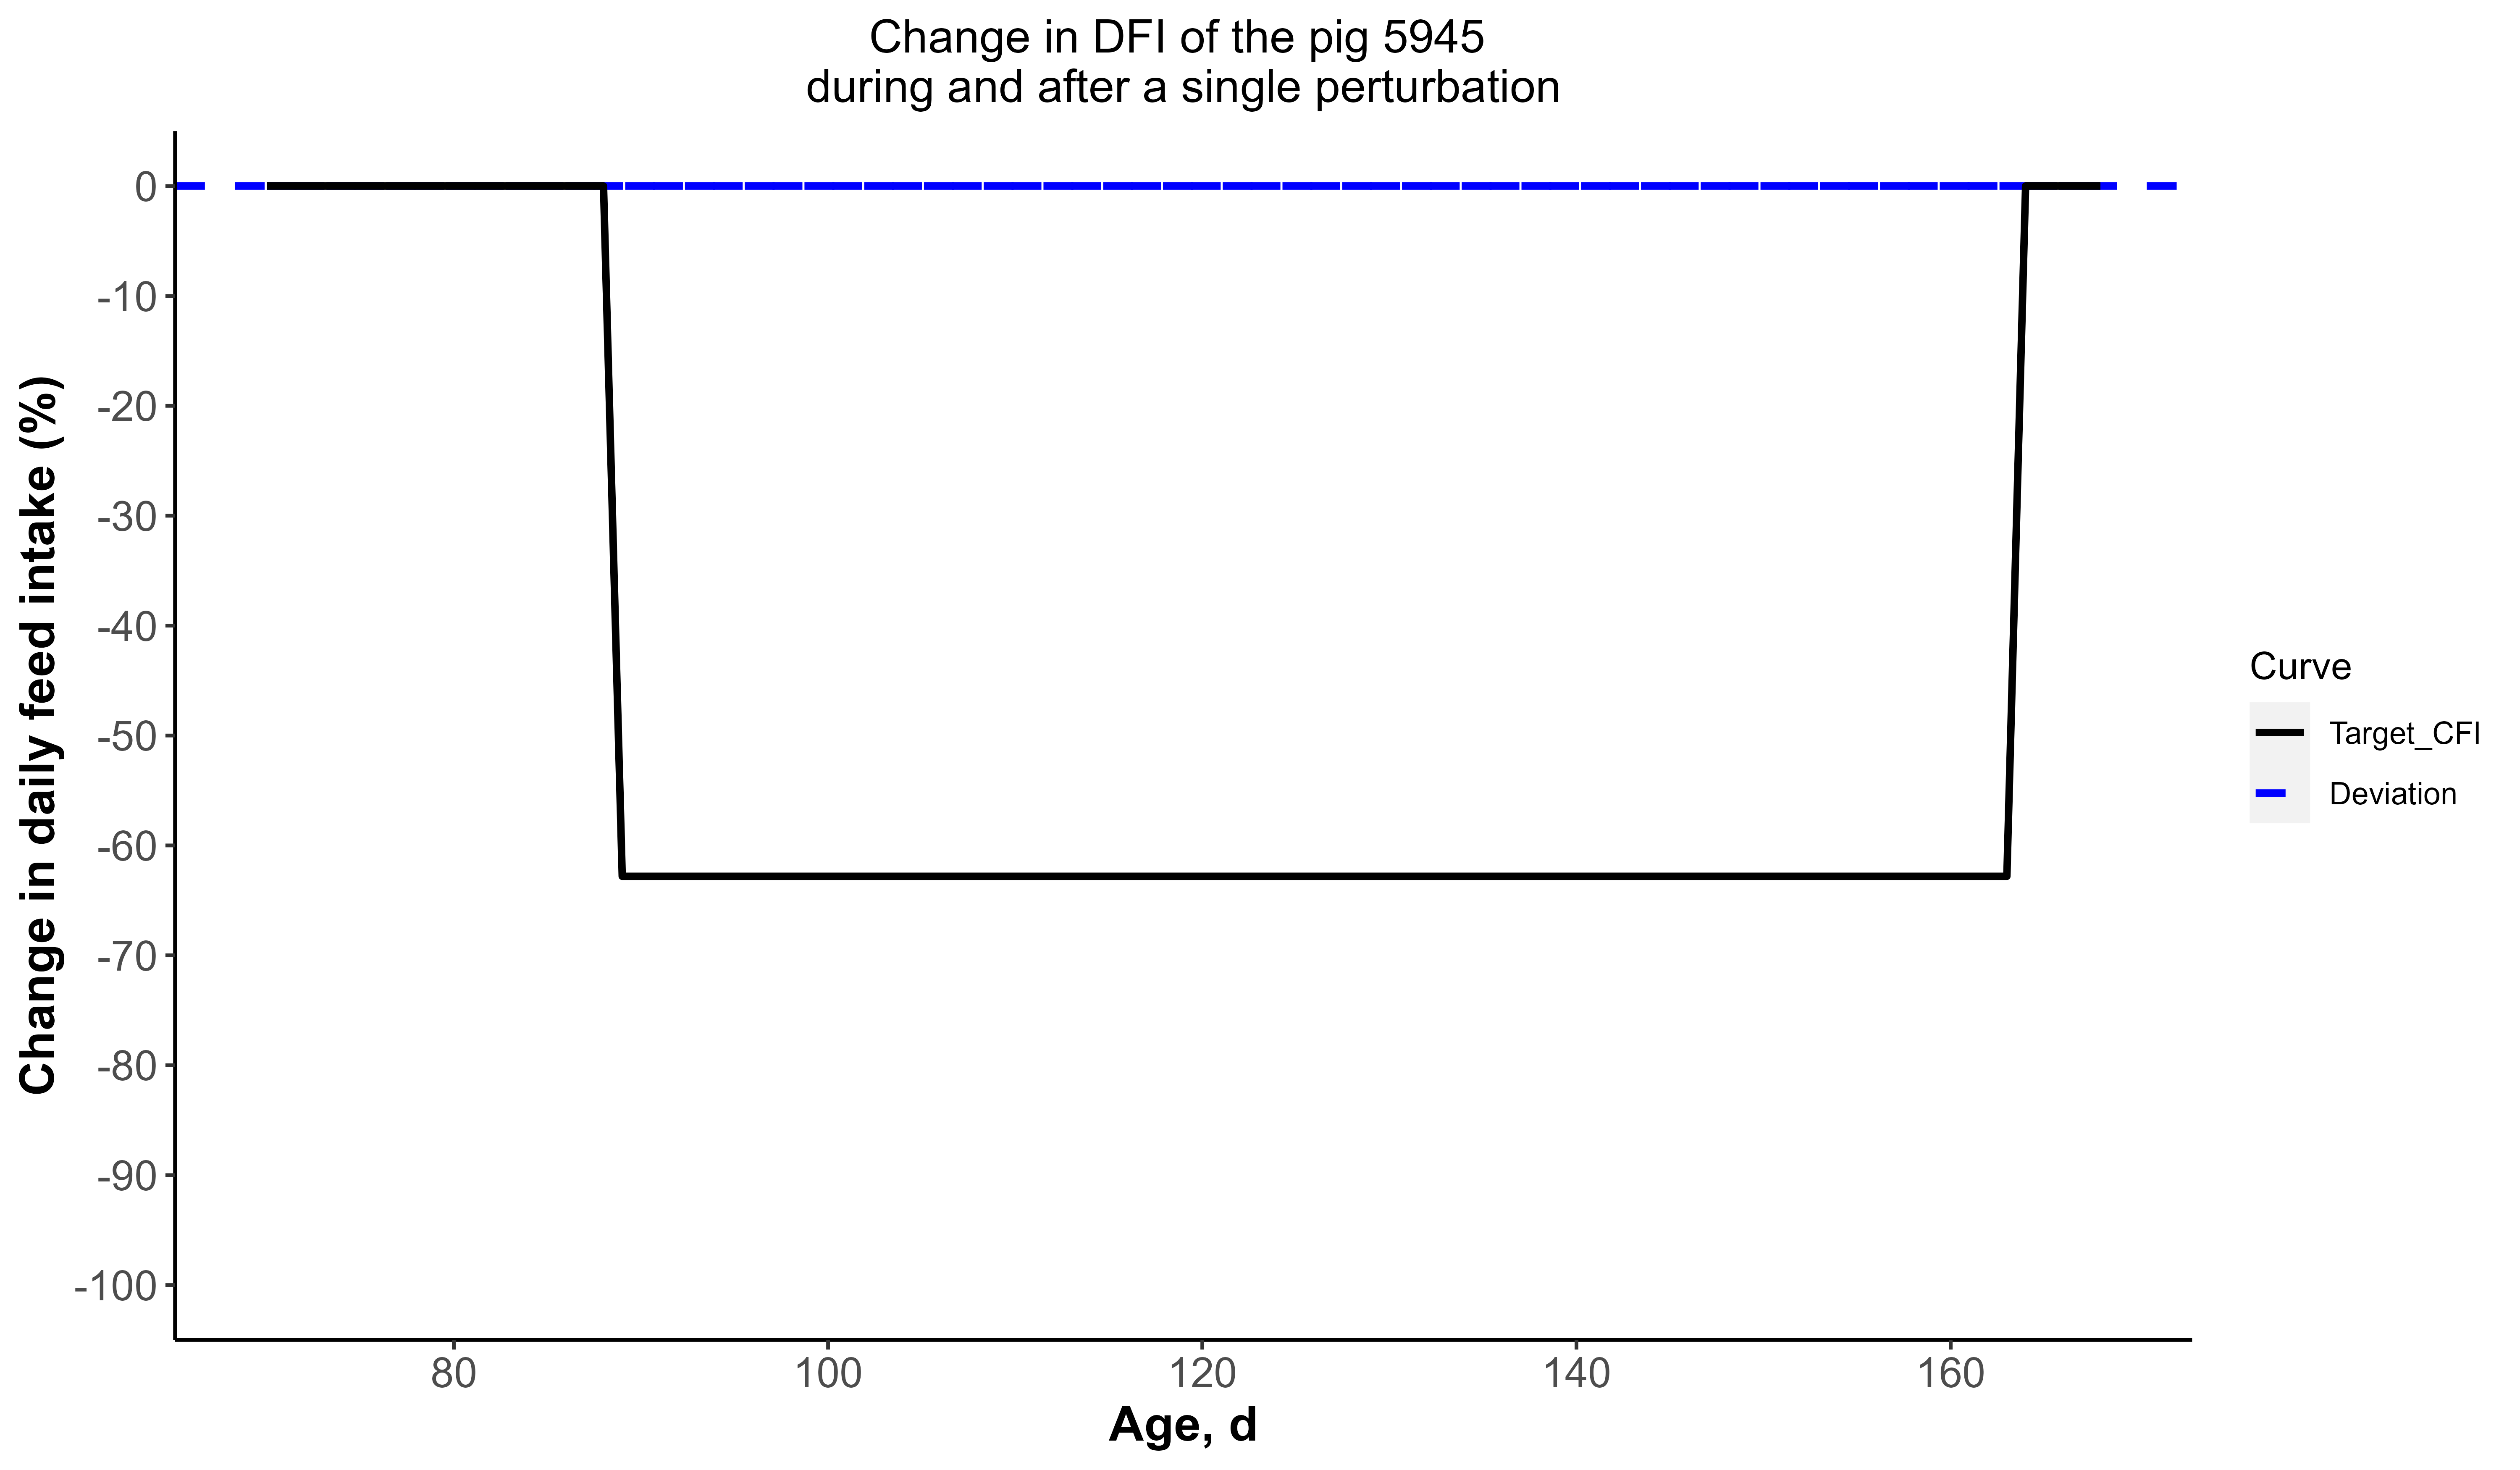 Change in DFI of the pig 5945
during and after a single perturbation
Change in daily feed intake (%)
0
-10
-20
-30
-40
-50
-60
-70
-80
-90
-100
80
100
120
140
160
Age, d
Curve
Target_CFI
Deviation